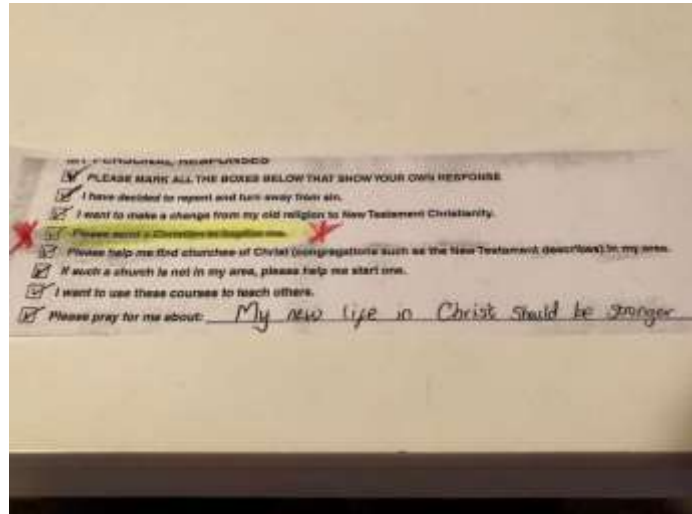 MY PERSONAL RESPONSES
PLEASE MARK ALL THE BOXES BELOW THAT SHOW YOUR OWN RESPONSE
I have decided to repent and turn away from sin.
I want to make a change from my old religion to New Testament Christianity.
Please send a Christian to baptize me.
Please help me find churches of Christ (congregations such as the New Testament describes) in my area.
If such a church is not in my area, please help me start one.
I want to use these courses to teach others.
Please pray for me about: My new life in Christ should be stronger